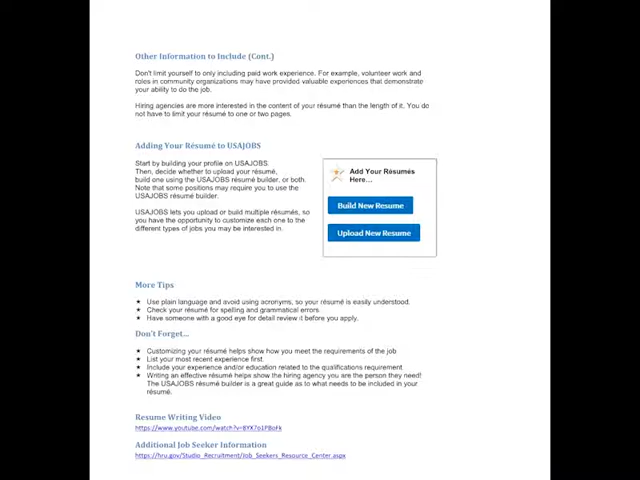 Other Information to Include (Cont.)
Don't limit yourself to only including paid work experience. For example, volunteer work and
roles in community organizations may have provided valuable experiences that demonstrate
your ability to do the job.
Hiring agencies are more interested in the content of your résumé than the length of it. You do
not have to limit your résumé to one or two pages.
Adding Your Résumé to USAJOBS
Start by building your profile on USAJOBS.
Then, decide whether to upload your résumé,
build one using the USAJOBS résumé builder, or both.
Note that some positions may require you to use the
USAJOBS résumé builder.
USAJOBS lets you upload or build multiple résumés, so
you have the opportunity to customize each one to the
different types of jobs you may be interested in.
Add Your Résumés
Here…
Build New Resume
Upload New Resume
More Tips
★ Use plain language and avoid using acronyms, so your résumé is easily understood.
★ Check your résumé for spelling and grammatical errors.
★ Have someone with a good eye for detail review it before you apply.
Don't Forget…
★ Customizing your résumé helps show how you meet the requirements of the job
★ List your most recent experience first.
★ Include your experience and/or education related to the qualifications requirement
★ Writing an effective résumé helps show the hiring agency you are the person they need!
The USAJOBS résumé builder is a great guide as to what needs to be included in your
résumé.
Resume Writing Video
https://www.youtube.com/watch?v=8YX7o1PBoFk
Additional Job Seeker Information
https://hru.gov/Studio_Recruitment/Job_Seekers_Resource_Center.aspx